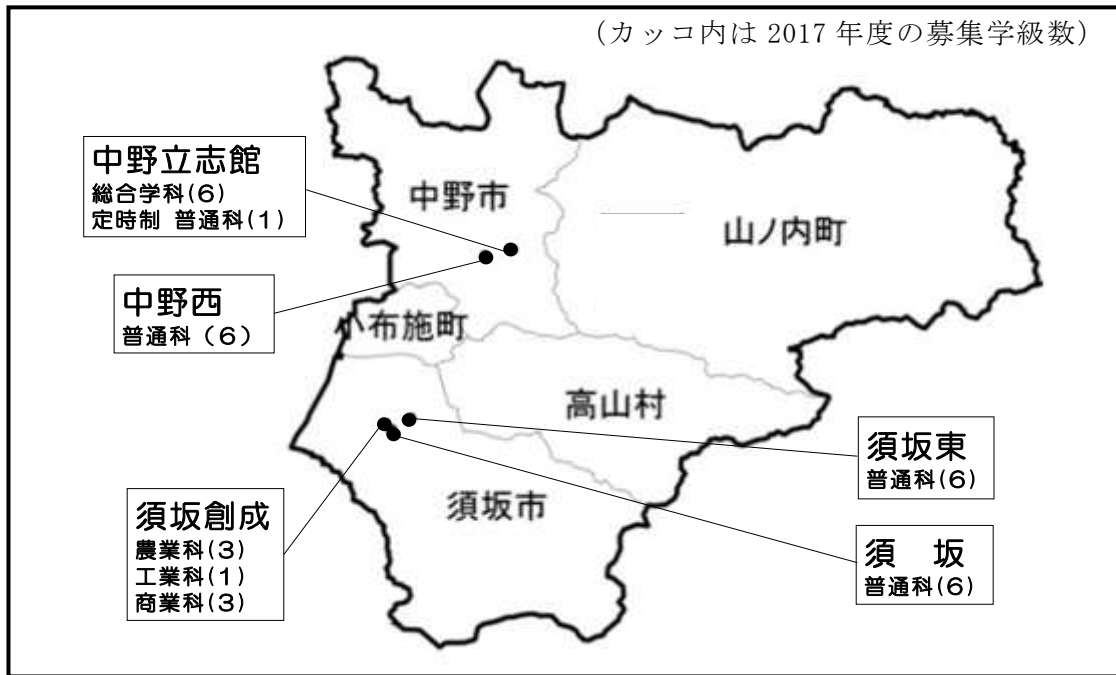 (カッコ内は 2017 年度の募集学級数)
中野立志館
総合学科(6)
定時制 普通科(1)
中野市
山ノ内町
中野西
普通科 (6)
小布施町
高山村
須坂東
普通科(6)
須坂創成
農業科(3)
工業科(1)
商業科(3)
須坂市
須 坂
普通科(6)